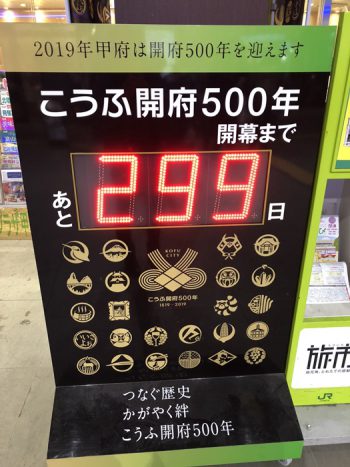 2019年甲府は開府500年を迎えます
こうふ開府500年
開幕まで
あと 299 日
KOFU
CITY
こうふ開府500年
1519-2019
つなぐ歴史
かがやく絆
こうふ開府500年
旅市
JR